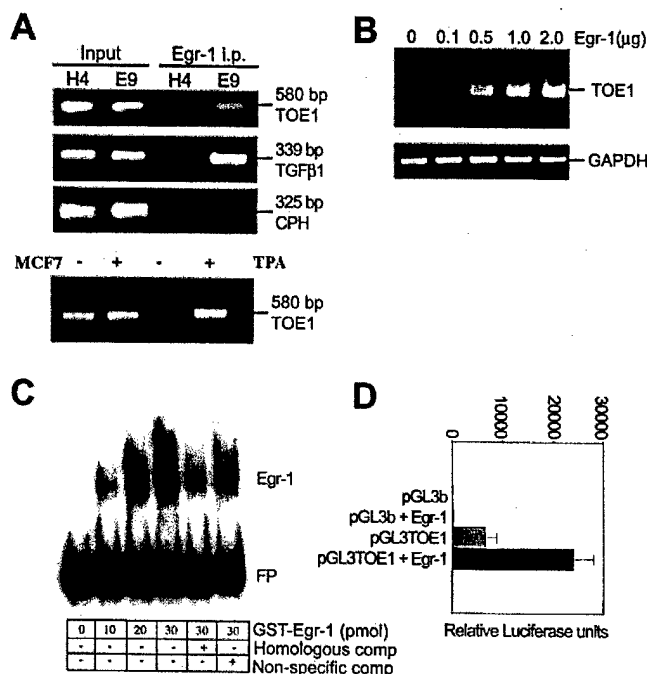 A
Input Egr-1 i.p.
H4 E9 H4 E9
580 bp
TOE1
339 bp
TGFβ1
325 bp
CPH
MCF7 - + - + TPA
580 bp
TOE1
B
0 0.1 0.5 1.0 2.0 Egr-1(μg)
TOE1
GAPDH
C
Egr-1
FP
0 10 20 30 30 30 GST-Egr-1 (pmol)
- - - - + - Homologous comp
- - - - - + Non-specific comp
D
0 10000 20000 30000
pGL3b
pGL3b + Egr-1
pGL3TOE1
pGL3TOE1 + Egr-1
Relative Luciferase units